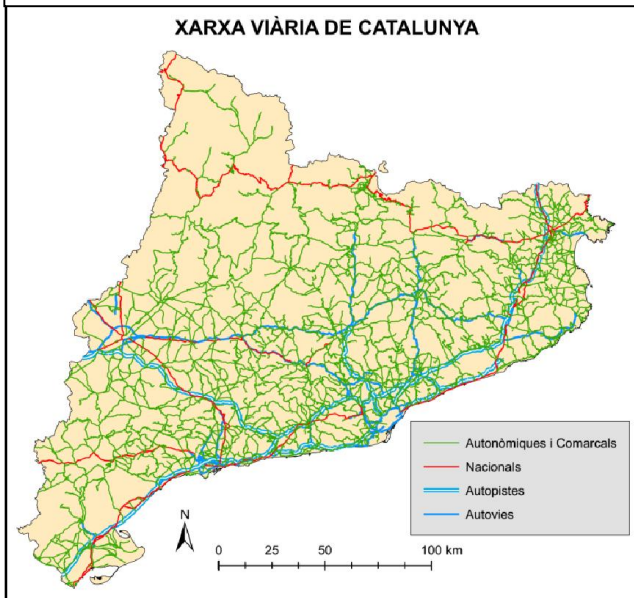 XARXA VIÀRIA DE CATALUNYA
Autonòmiques i Comarcals
Nacionals
Autopistes
Autovies
N
0 25 50 100 km